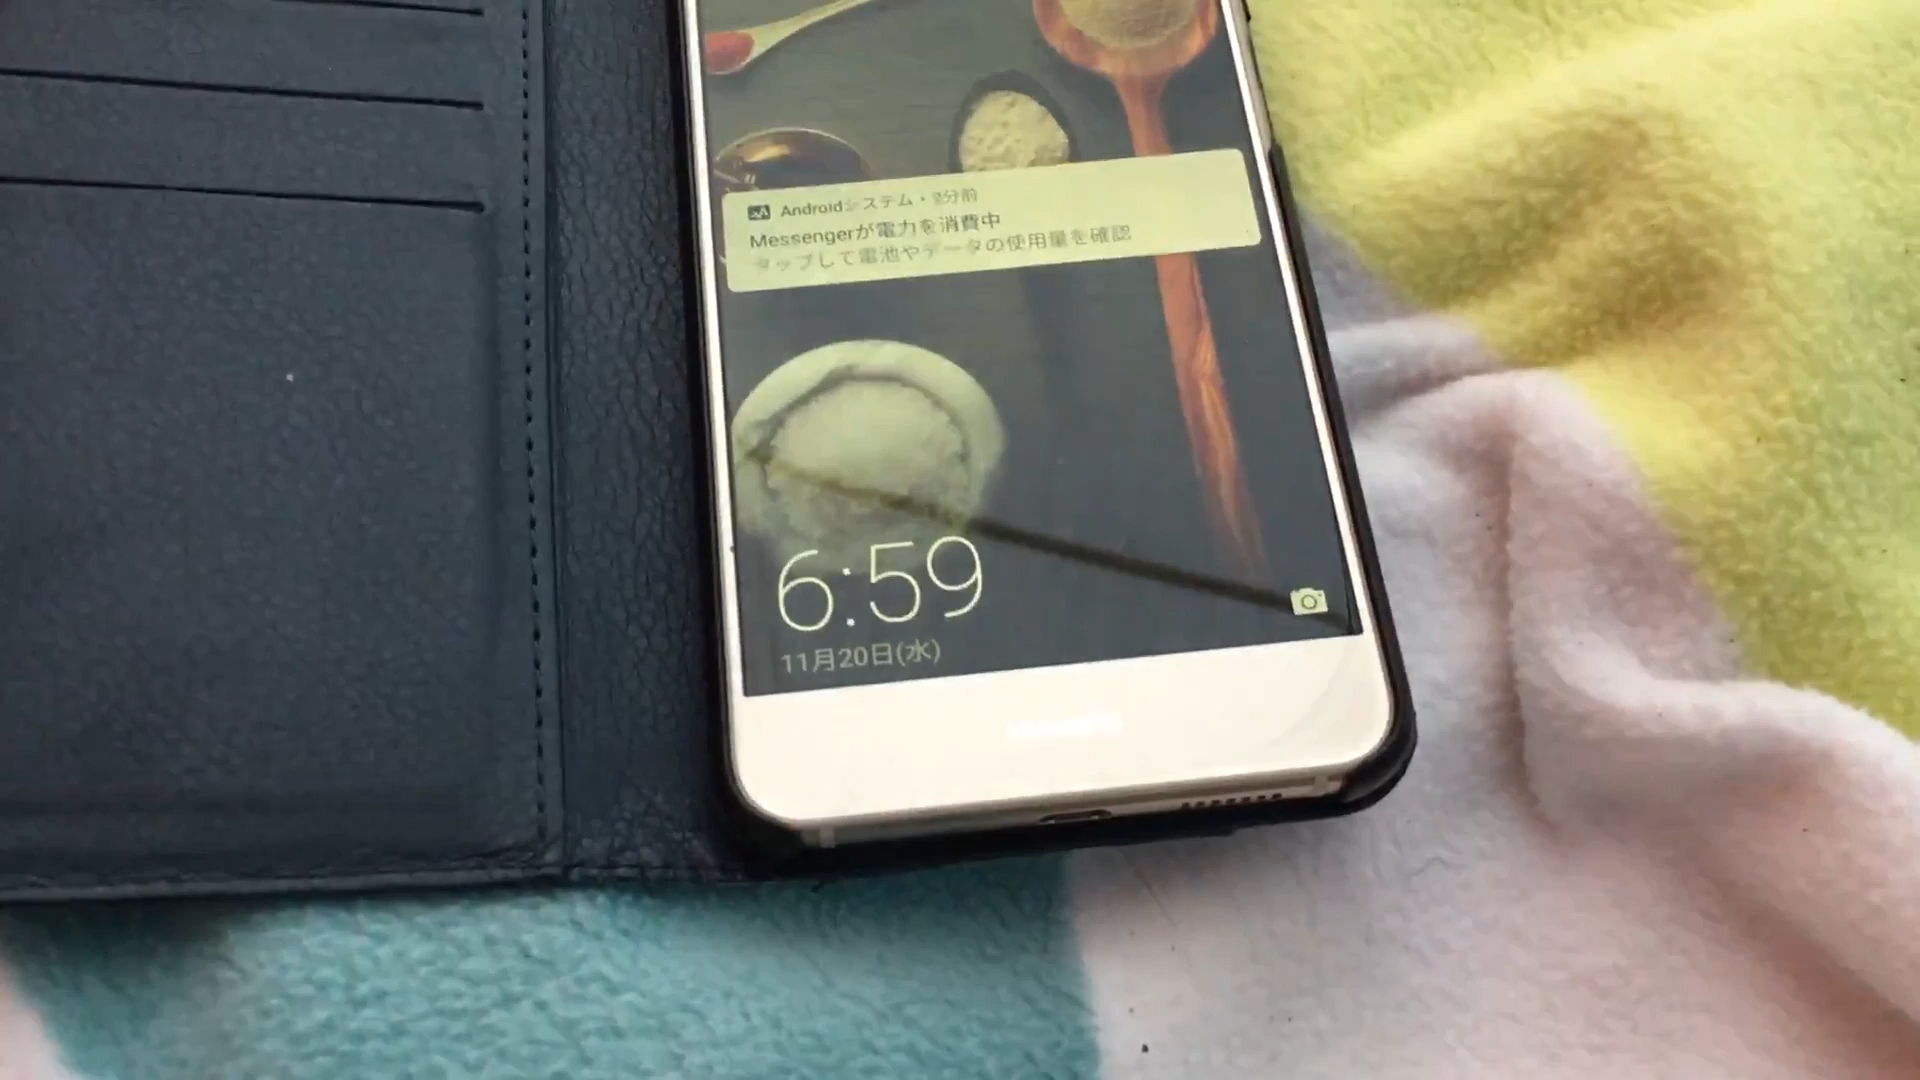 Androidシステム・2分前
Messengerが電力を消費中
タップして電池やデータの使用量を確認
6:59
11月20日(水)